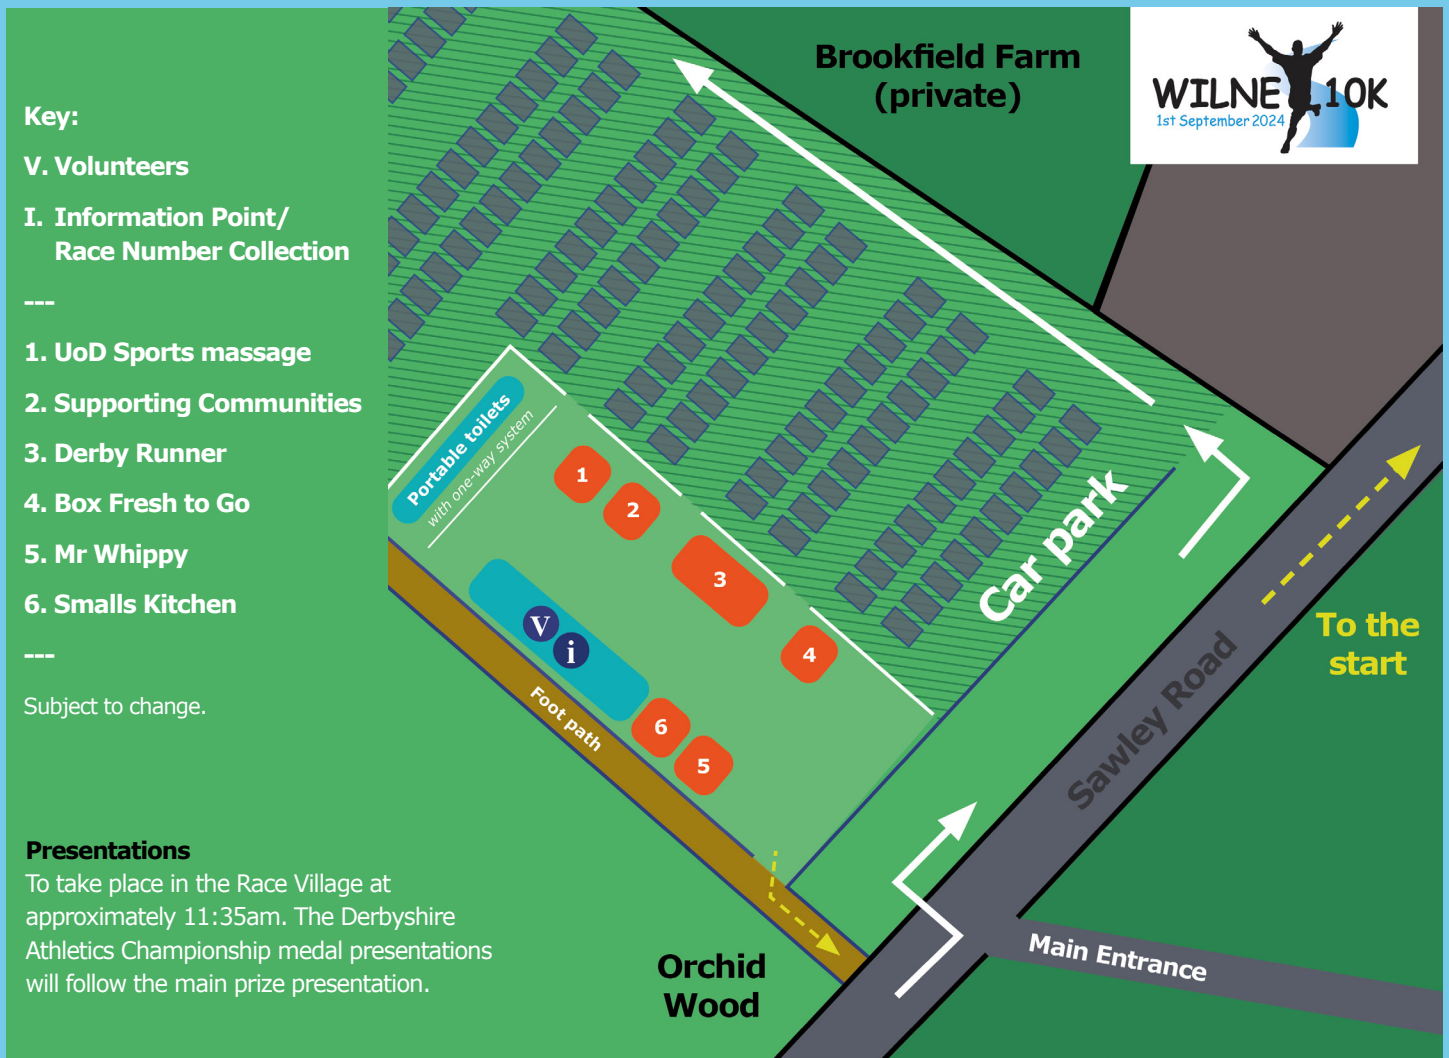 Key:
V. Volunteers
I. Information Point/
Race Number Collection
---
1. UoD Sports massage
2. Supporting Communities
3. Derby Runner
4. Box Fresh to Go
5. Mr Whippy
6. Smalls Kitchen
---
Subject to change.
Presentations
To take place in the Race Village at
approximately 11:35am. The Derbyshire
Athletics Championship medal presentations
will follow the main prize presentation.
Brookfield Farm
(private)
WILNE 10K
1st September 2024
Portable toilets
with one-way system
1
2
3
4
V
i
6
5
Foot path
Car park
Sawley Road
To the
start
Main Entrance
Orchid
Wood